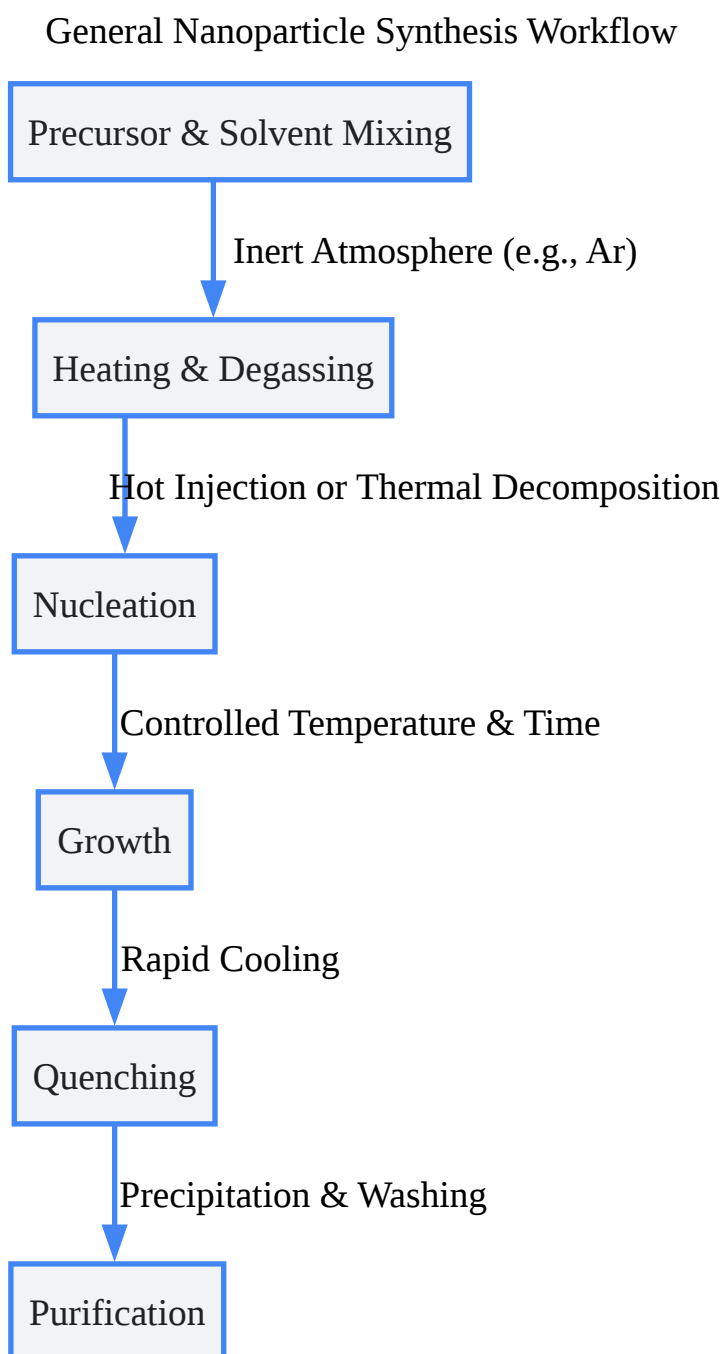 General Nanoparticle Synthesis Workflow
Precursor & Solvent Mixing
Inert Atmosphere (e.g., Ar)
Heating & Degassing
Hot Injection or Thermal Decomposition
Nucleation
Controlled Temperature & Time
Growth
Rapid Cooling
Quenching
Precipitation & Washing
Purification